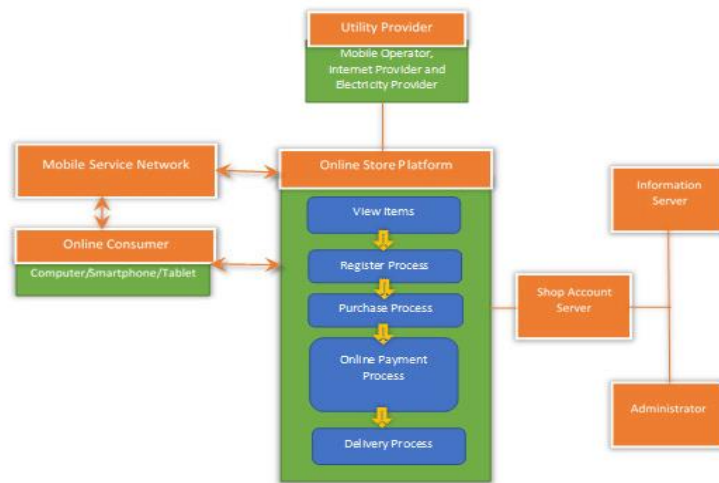 Utility Provider
Mobile Operator,
Internet Provider and
Electricity Provider
Mobile Service Network
Online Store Platform
Information
Server
View Items
Online Consumer
Computer/Smartphone/Tablet
Register Process
Shop Account
Server
Purchase Process
Online Payment
Process
Administrator
Delivery Process